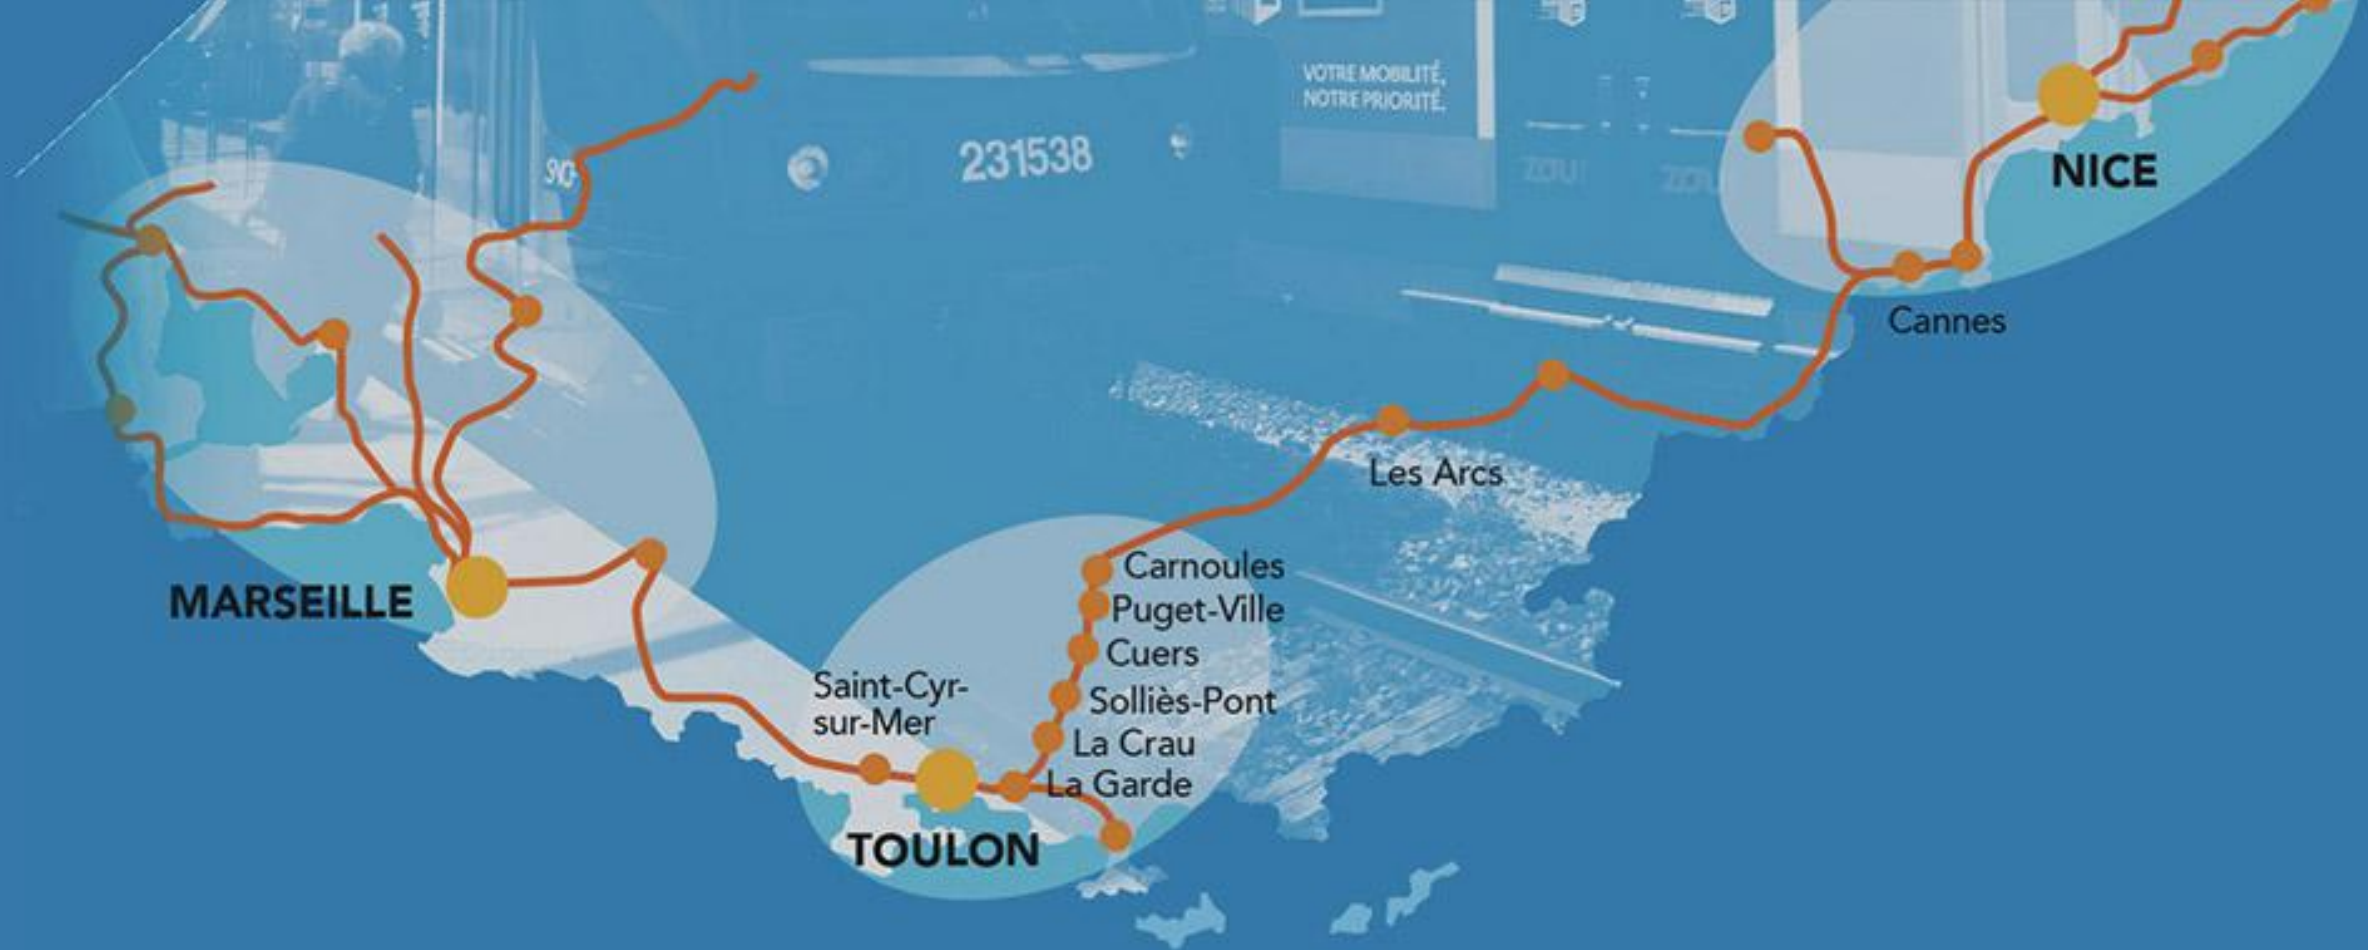 VOTRE MOBILITÉ,
NOTRE PRIORITÉ.
231538
ZOU!
NICE
Cannes
Les Arcs
Carnoules
Puget-Ville
MARSEILLE
Cuers
Saint-Cyr-
sur-Mer
Solliès-Pont
La Crau
La Garde
TOULON